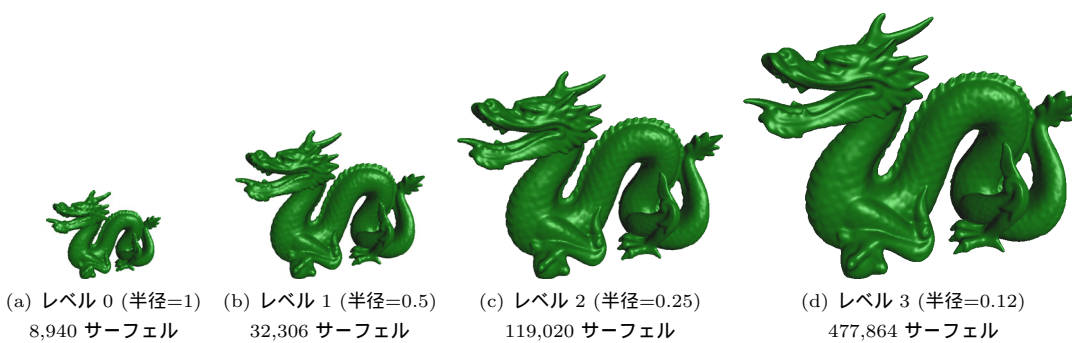 (a) レベル 0 (半径=1)
8,940 サーフェル
(b) レベル 1 (半径=0.5)
32,306 サーフェル
(c) レベル 2 (半径=0.25)
119,020 サーフェル
(d) レベル 3 (半径=0.12)
477,864 サーフェル